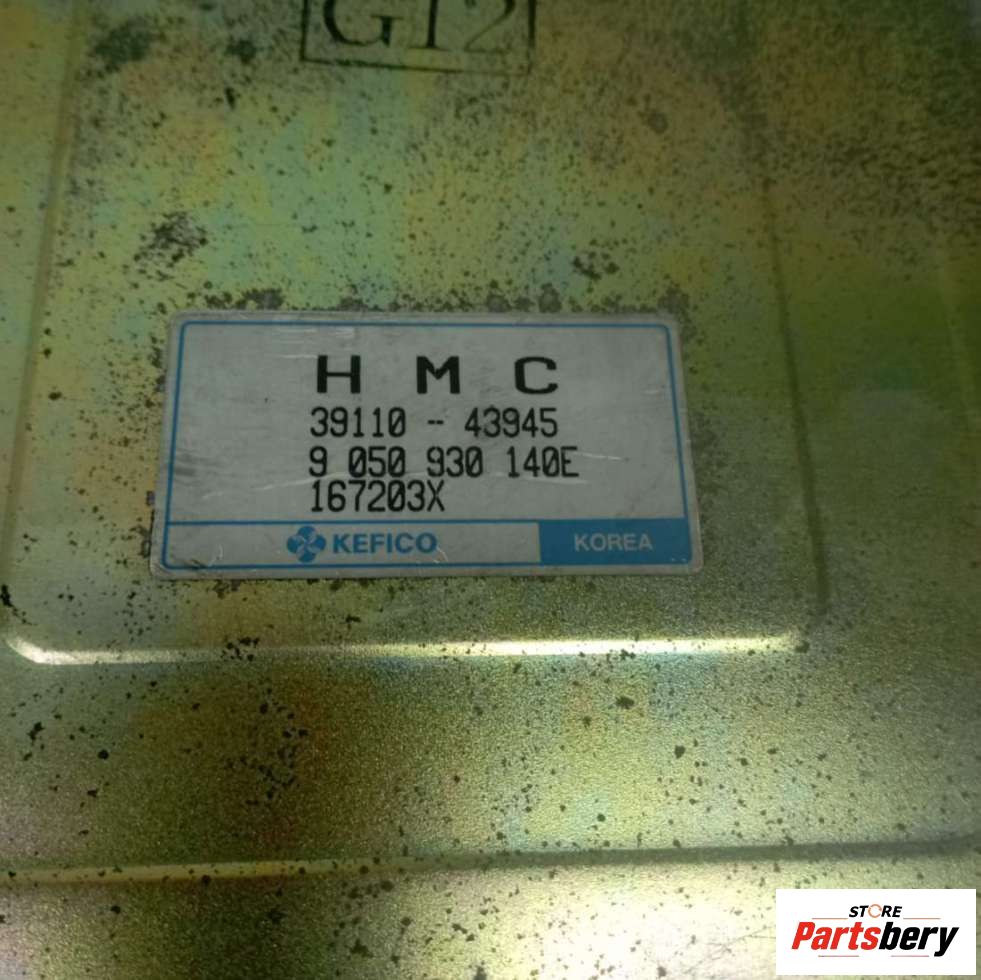 G12
H M C
39110 - 43945
9 050 930 140E
167203X
KEFICO KOREA
STORE
Partsbery